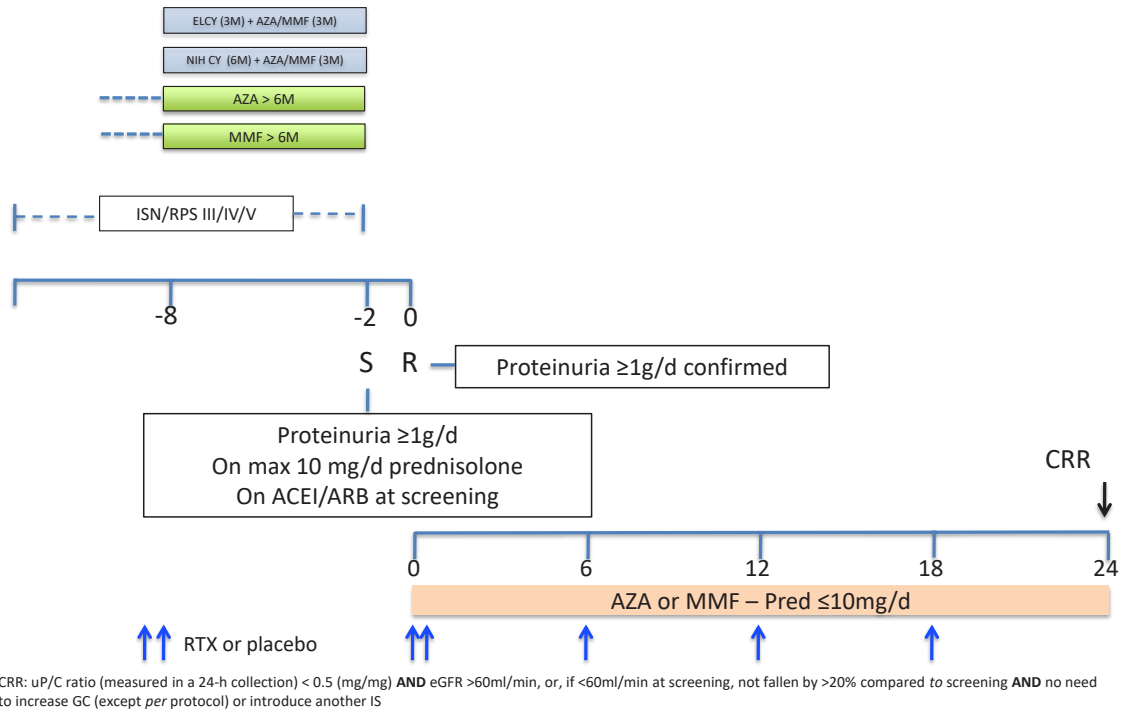 ELCY (3M) + AZA/MMF (3M)
NIH CY (6M) + AZA/MMF (3M)
AZA > 6M
MMF > 6M
ISN/RPS III/IV/V
-8 -2 0
S R
Proteinuria ≥1g/d confirmed
Proteinuria ≥1g/d
On max 10 mg/d prednisolone
On ACEI/ARB at screening
CRR
0 6 12 18 24
AZA or MMF – Pred ≤10mg/d
RTX or placebo
CRR: uP/C ratio (measured in a 24-h collection) < 0.5 (mg/mg) AND eGFR >60ml/min, or, if <60ml/min at screening, not fallen by >20% compared to screening AND no need
to increase GC (except per protocol) or introduce another IS